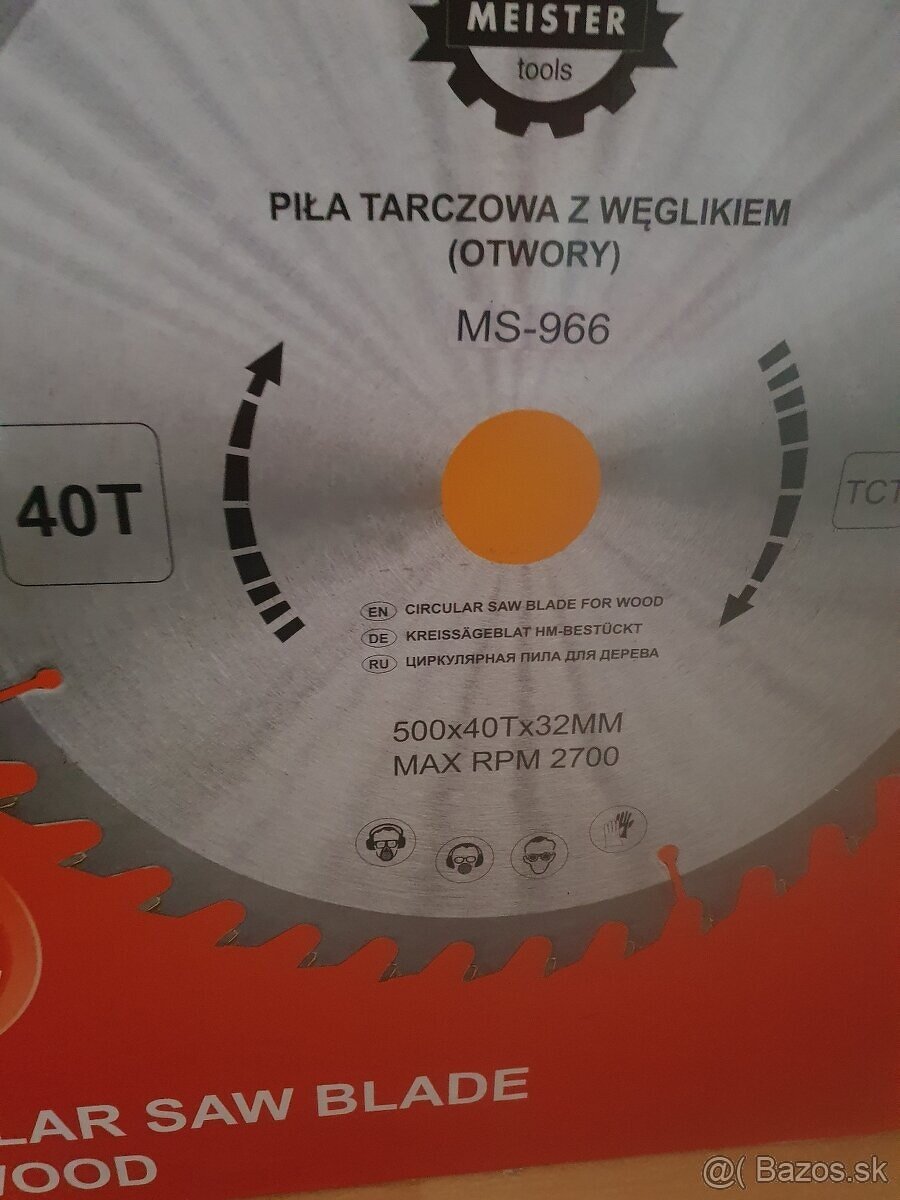 MEISTER
tools
PIŁA TARCZOWA Z WĘGLIKIEM
(OTWORY)
MS-966
40T
TCT
EN CIRCULAR SAW BLADE FOR WOOD
DE KREISSÄGEBLAT HM-BESTÜCKT
RU ЦИРКУЛЯРНАЯ ПИЛА ДЛЯ ДЕРЕВА
500x40Tx32MM
MAX RPM 2700
LAR SAW BLADE
WOOD
@( Bazos.sk